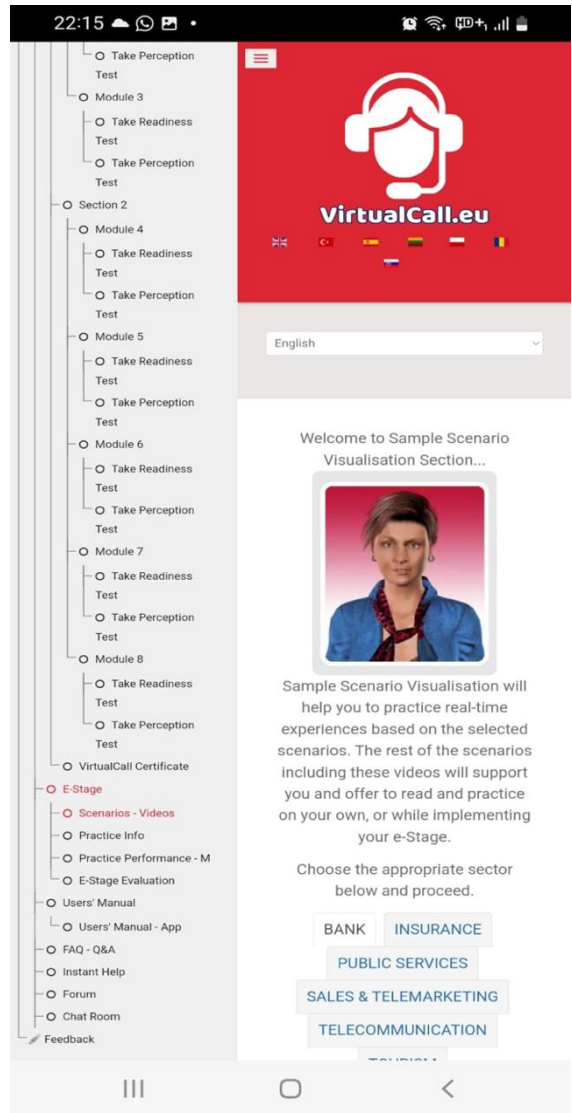 22:15
Take Perception
Test
Module 3
Take Readiness
Test
Take Perception
Test
Section 2
Module 4
Take Readiness
Test
Take Perception
Test
Module 5
Take Readiness
Test
Take Perception
Test
Module 6
Take Readiness
Test
Take Perception
Test
Module 7
Take Readiness
Test
Take Perception
Test
Module 8
Take Readiness
Test
Take Perception
Test
VirtualCall Certificate
E-Stage
Scenarios - Videos
Practice Info
Practice Performance - M
E-Stage Evaluation
Users' Manual
Users' Manual - App
FAQ - Q&A
Instant Help
Forum
Chat Room
Feedback
VirtualCall.eu
English
Welcome to Sample Scenario
Visualisation Section...
Sample Scenario Visualisation will
help you to practice real-time
experiences based on the selected
scenarios. The rest of the scenarios
including these videos will support
you and offer to read and practice
on your own, or while implementing
your e-Stage.
Choose the appropriate sector
below and proceed.
BANK INSURANCE
PUBLIC SERVICES
SALES & TELEMARKETING
TELECOMMUNICATION
TOURISM